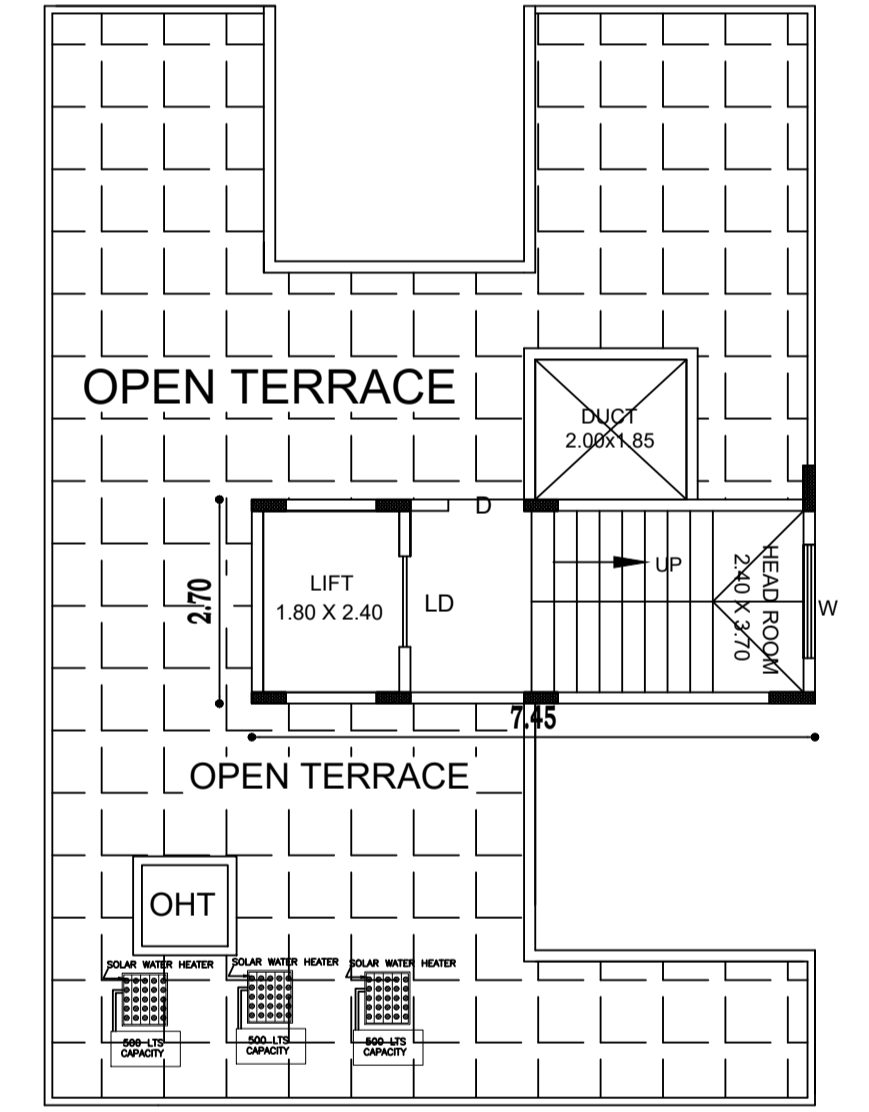 OPEN TERRACE
DUCT
2.00x1.85
D
LIFT
1.80 X 2.40
LD
UP
HEAD ROOM
2.40 X 3.70
W
2.70
7.45
OPEN TERRACE
OHT
SOLAR WATER HEATER
SOLAR WATER HEATER
SOLAR WATER HEATER
500 LTS
CAPACITY
500 LTS
CAPACITY
500 LTS
CAPACITY